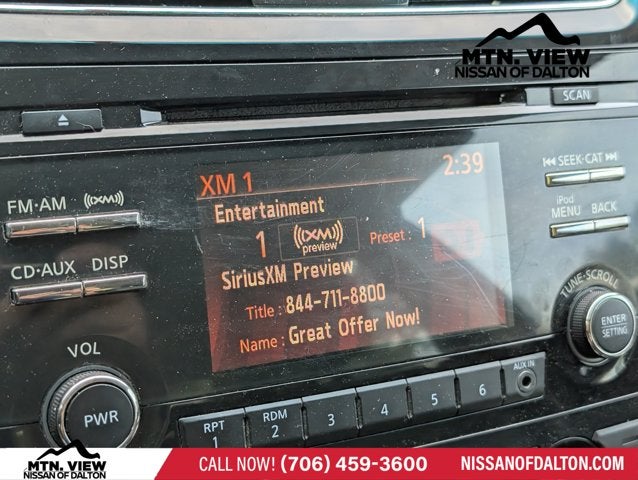 MTN. VIEW
NISSAN OF DALTON
SCAN
SEEK·CAT
FM·AM
((XM))
iPod
MENU
BACK
CD·AUX
DISP
TUNE·SCROLL
ENTER
SETTING
VOL
PWR
XM 1
2:39
Entertainment
1
((XM))
preview
Preset : 1
SiriusXM Preview
Title : 844-711-8800
Name : Great Offer Now!
RPT
1
RDM
2
3
4
5
6
AUX IN
MTN. VIEW
NISSAN OF DALTON
CALL NOW! (706) 459-3600
NISSANOFDALTON.COM